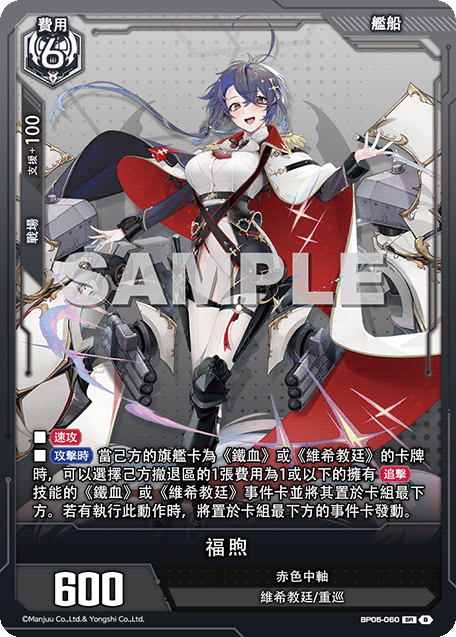 費用
6
艦船
支援+100
戰場
SAMPLE
■ 速攻
■ 攻擊時 當己方的旗艦卡為《鐵血》或《維希教廷》的卡牌
時，可以選擇己方撤退區的1張費用為1或以下的擁有 追擊
技能的《鐵血》或《維希教廷》事件卡並將其置於卡組最下
方。若有執行此動作時，將置於卡組最下方的事件卡發動。
福煦
600
赤色中軸
維希教廷/重巡
©Manjuu Co.,Ltd. & Yongshi Co.,Ltd.
BP05-060 SR B